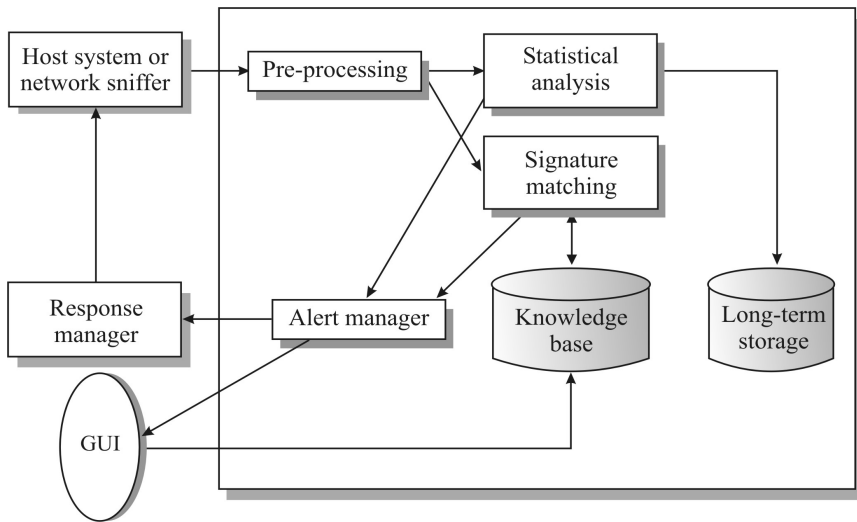 Host system or
network sniffer
Pre-processing
Statistical
analysis
Signature
matching
Response
manager
Alert manager
Knowledge
base
Long-term
storage
GUI